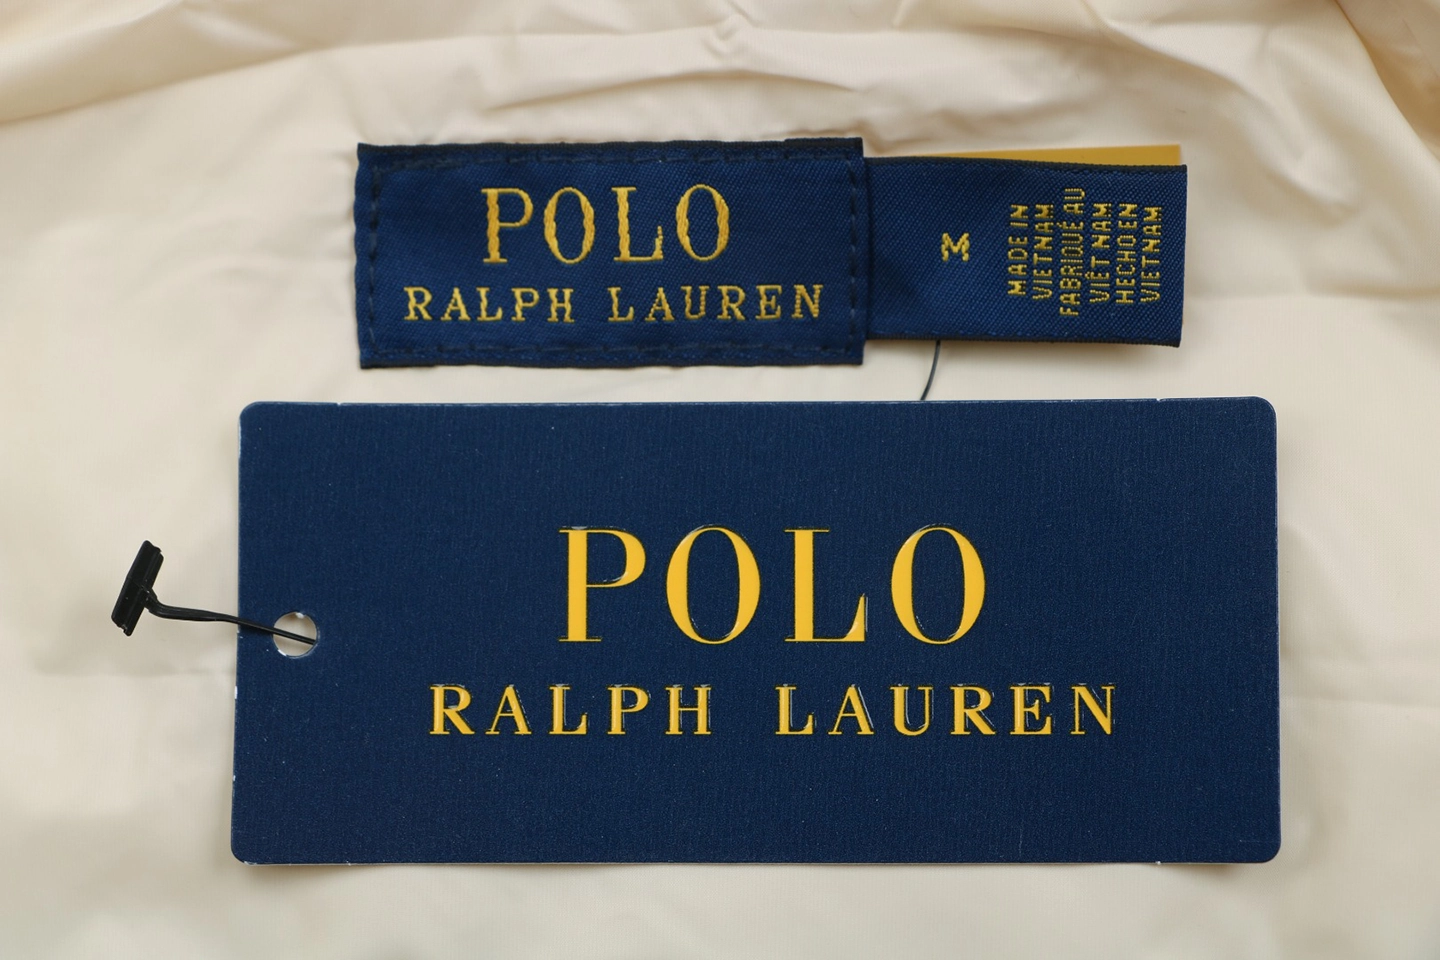 POLO
RALPH LAUREN
M
MADE IN
VIETNAM
FABRIQUÉ AU
VIÊT NAM
HECHO EN
VIETNAM
POLO
RALPH LAUREN